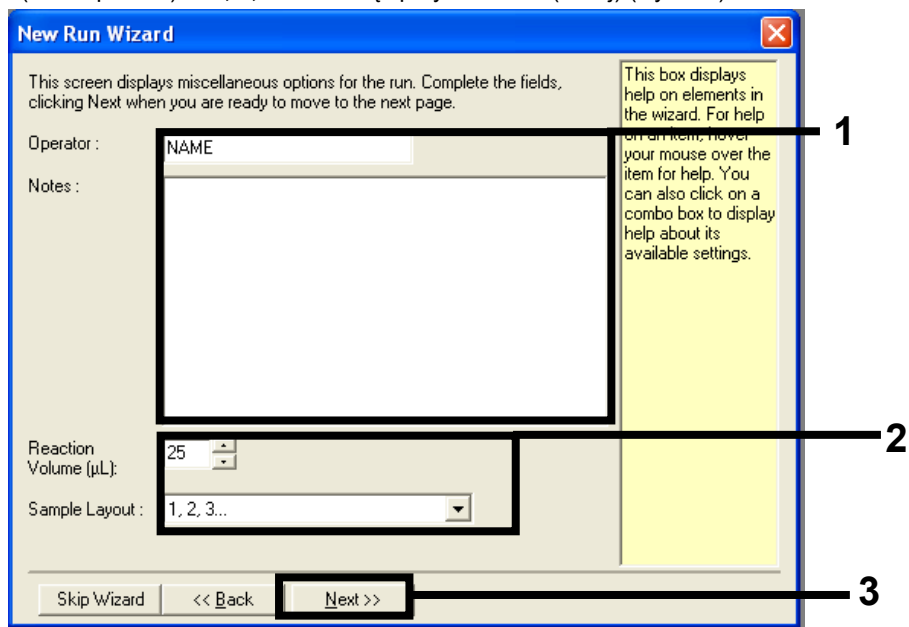 New Run Wizard
This screen displays miscellaneous options for the run. Complete the fields,
clicking Next when you are ready to move to the next page.
Operator :
NAME
Notes :
Reaction
Volume (µL):
25
Sample Layout :
1, 2, 3...
This box displays
help on elements in
the wizard. For help
on an item, hover
your mouse over the
item for help. You
can also click on a
combo box to display
help about its
available settings.
1
2
Skip Wizard
<< Back
Next >>
3